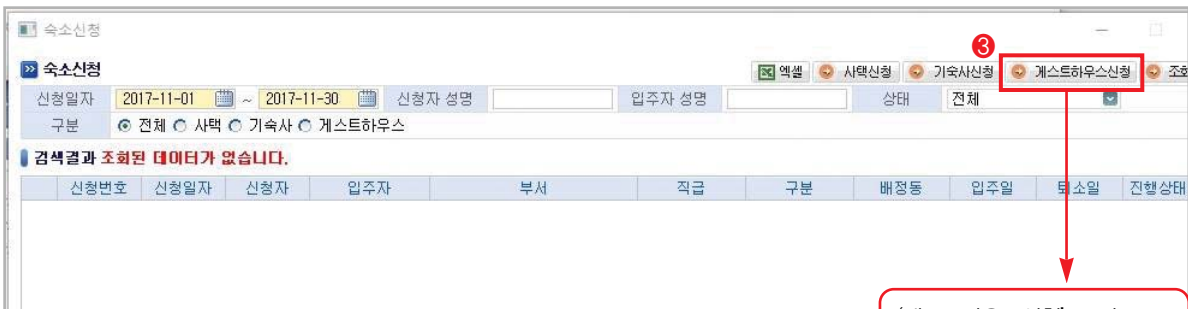 숙소신청
❸
숙소신청 엑셀 사택신청 기숙사신청 게스트하우스신청
신청일자 2017-11-01 ~ 2017-11-30 신청자 성명 입주자 성명 상태 전체
구분 전체 사택 기숙사 게스트하우스
검색결과 조회된 데이터가 없습니다.
신청번호 신청일자 신청자 입주자 부서 직급 구분 배정동 입주일 퇴소일 진행상태